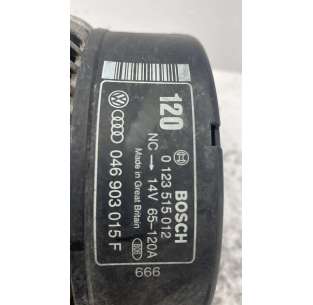 120
BOSCH
0 123 515 012
NC → 14V 65-120A
Made in Great Britain
046 903 015 F
666